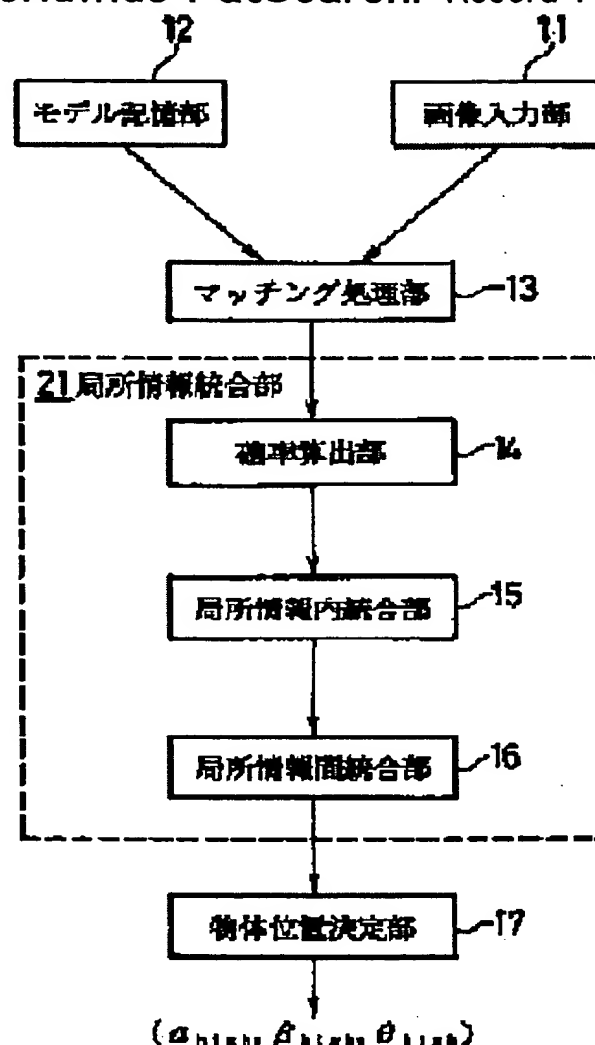 12
11
モデル記憶部
画像入力部
マッチング処理部
13
21 局所情報統合部
確率算出部
14
局所情報内統合部
15
局所情報間統合部
16
物体位置決定部
17
(α high, β high, θ high)